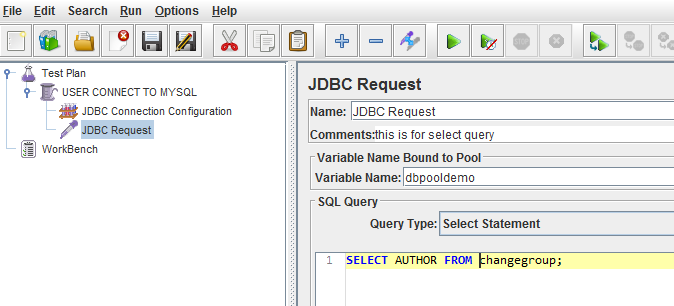 File Edit Search Run Options Help
Test Plan
USER CONNECT TO MYSQL
JDBC Connection Configuration
JDBC Request
WorkBench
JDBC Request
Name: JDBC Request
Comments: this is for select query
Variable Name Bound to Pool
Variable Name: dbpooldemo
SQL Query
Query Type: Select Statement
1 SELECT AUTHOR FROM changegroup;